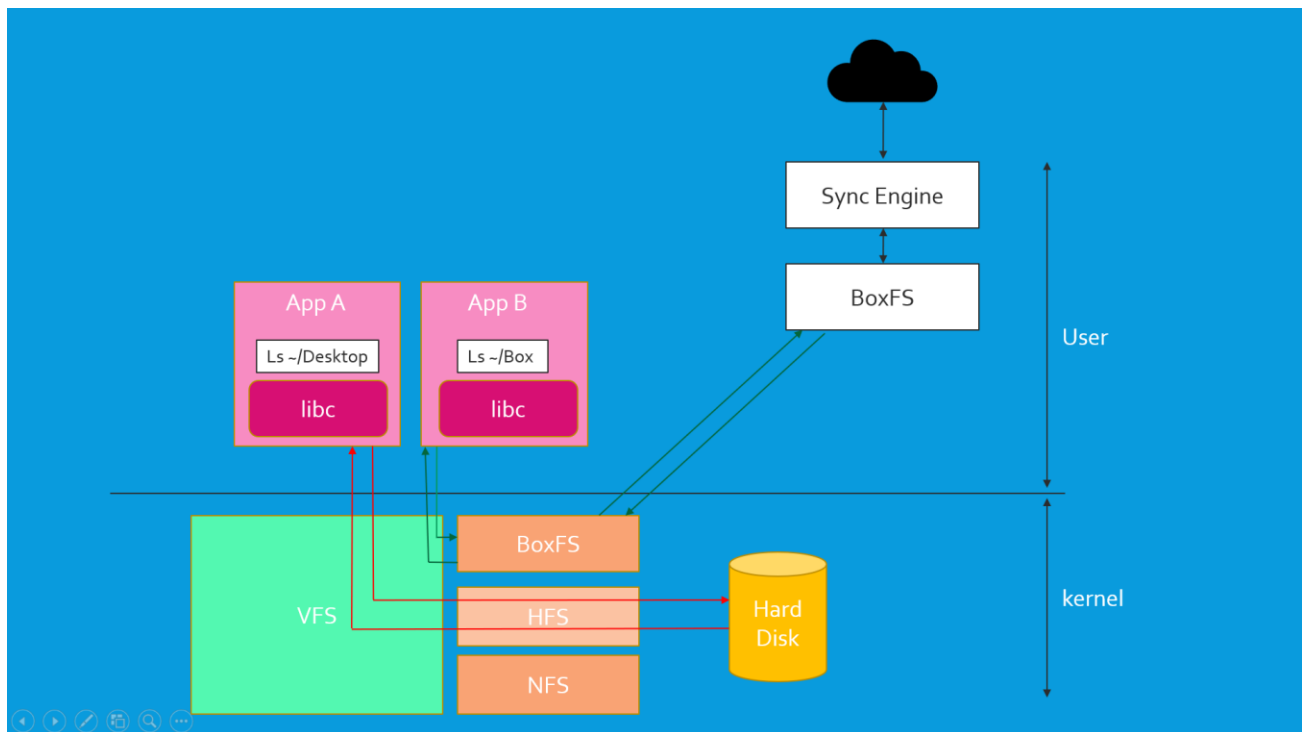 Sync Engine
BoxFS
User
App A
App B
Ls ~/Desktop
Ls ~/Box
libc
libc
VFS
BoxFS
HFS
NFS
Hard
Disk
kernel